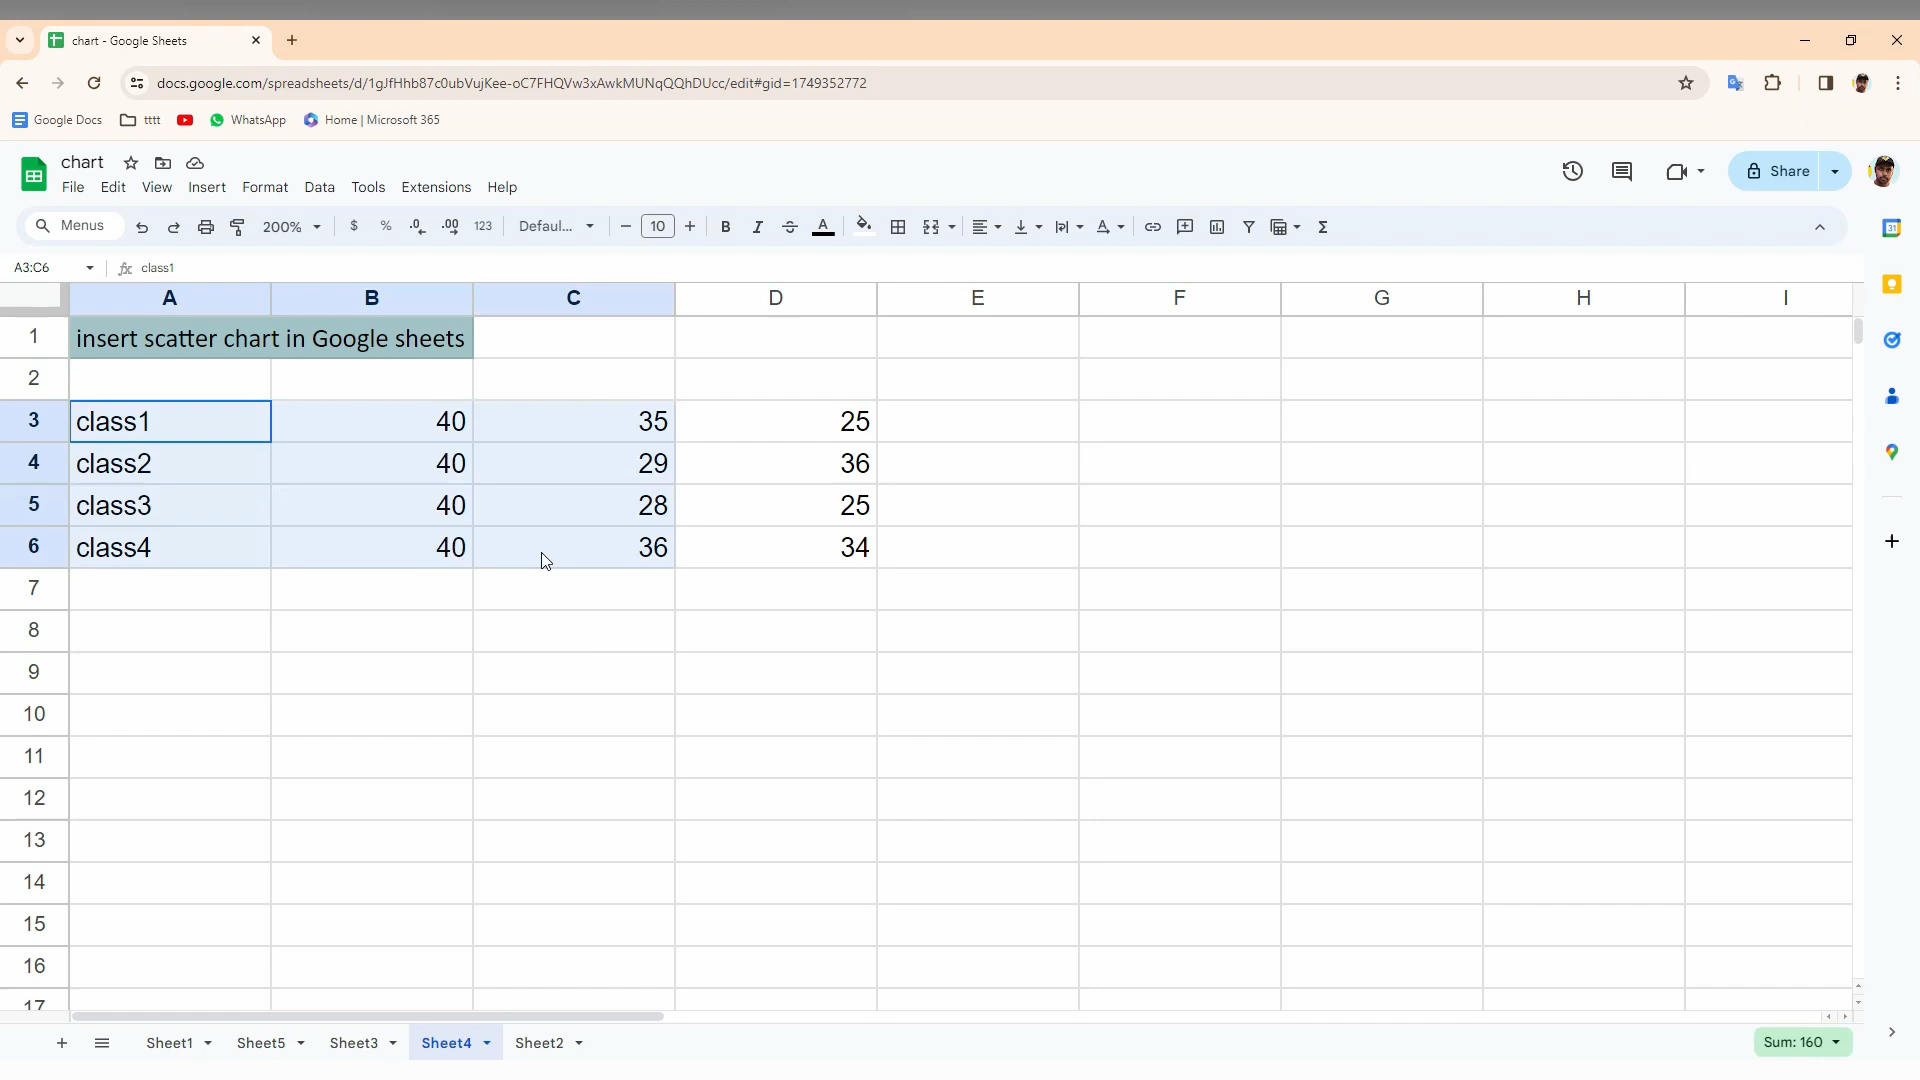 chart - Google Sheets
docs.google.com/spreadsheets/d/1gJfHhb87c0ubVujKee-oC7FHQVw3xAwkMUNqQQhDUcc/edit#gid=1749352772
Google Docs tttt WhatsApp Home | Microsoft 365
chart
File Edit View Insert Format Data Tools Extensions Help
Share
Menus 200% $ % .0 .00 123 Defaul... 10 B I A
31
A3:C6 fx class1
A B C D E F G H I
1 insert scatter chart in Google sheets
2
3 class1 40 35 25
4 class2 40 29 36
5 class3 40 28 25
6 class4 40 36 34
7
8
9
10
11
12
13
14
15
16
17
Sheet1 Sheet5 Sheet3 Sheet4 Sheet2 Sum: 160